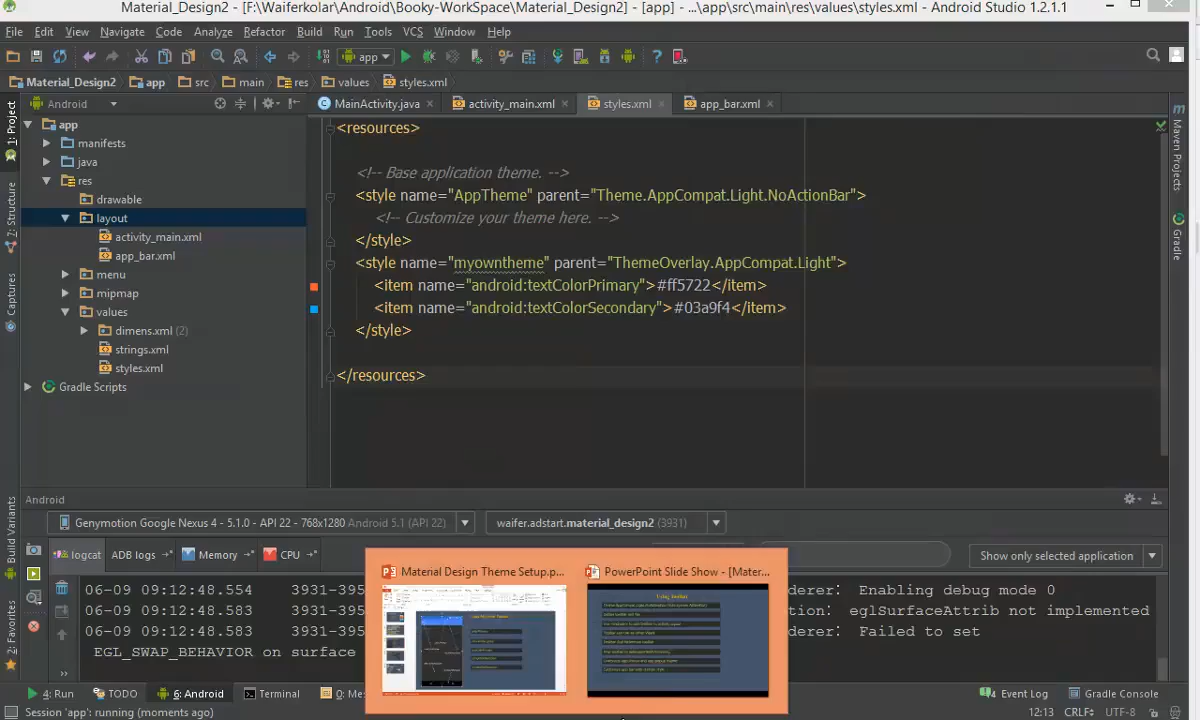 Material_Design2 - [F:\Waiferkolar\Android\Booky-WorkSpace\Material_Design2] - [app] - ...\app\src\main\res\values\styles.xml - Android Studio 1.2.1.1
File Edit View Navigate Code Analyze Refactor Build Run Tools VCS Window Help
app
Material_Design2 app src main res values styles.xml
Android
MainActivity.java activity_main.xml styles.xml app_bar.xml
1: Project
7: Structure
Captures
Build Variants
2: Favorites
app
manifests
java
res
drawable
layout
activity_main.xml
app_bar.xml
menu
mipmap
values
dimens.xml (2)
strings.xml
styles.xml
Gradle Scripts
<resources>
<!-- Base application theme. -->
<style name="AppTheme" parent="Theme.AppCompat.Light.NoActionBar">
<!-- Customize your theme here. -->
</style>
<style name="myowntheme" parent="ThemeOverlay.AppCompat.Light">
<item name="android:textColorPrimary">#ff5722</item>
<item name="android:textColorSecondary">#03a9f4</item>
</style>
</resources>
m
Maven Projects
Gradle
Android
Genymotion Google Nexus 4 - 5.1.0 - API 22 - 768x1280 Android 5.1 (API 22)
waifer.adstart.material_design2 (3931)
logcat ADB logs Memory CPU
Show only selected application
06-09 09:12:48.554 3931-395 derer: Enabling debug mode 0
06-09 09:12:48.583 3931-395 tion: eglSurfaceAttrib not implemented
06-09 09:12:48.583 3931-395 derer: Failed to set
EGL_SWAP_BEHAVIOR on surface
Material Design Theme Setup.p...
PowerPoint Slide Show - [Mater...
Using Toolbar
4: Run TODO 6: Android Terminal 0: Me Event Log Gradle Console
Session 'app': running (moments ago)
12:13 CRLF UTF-8